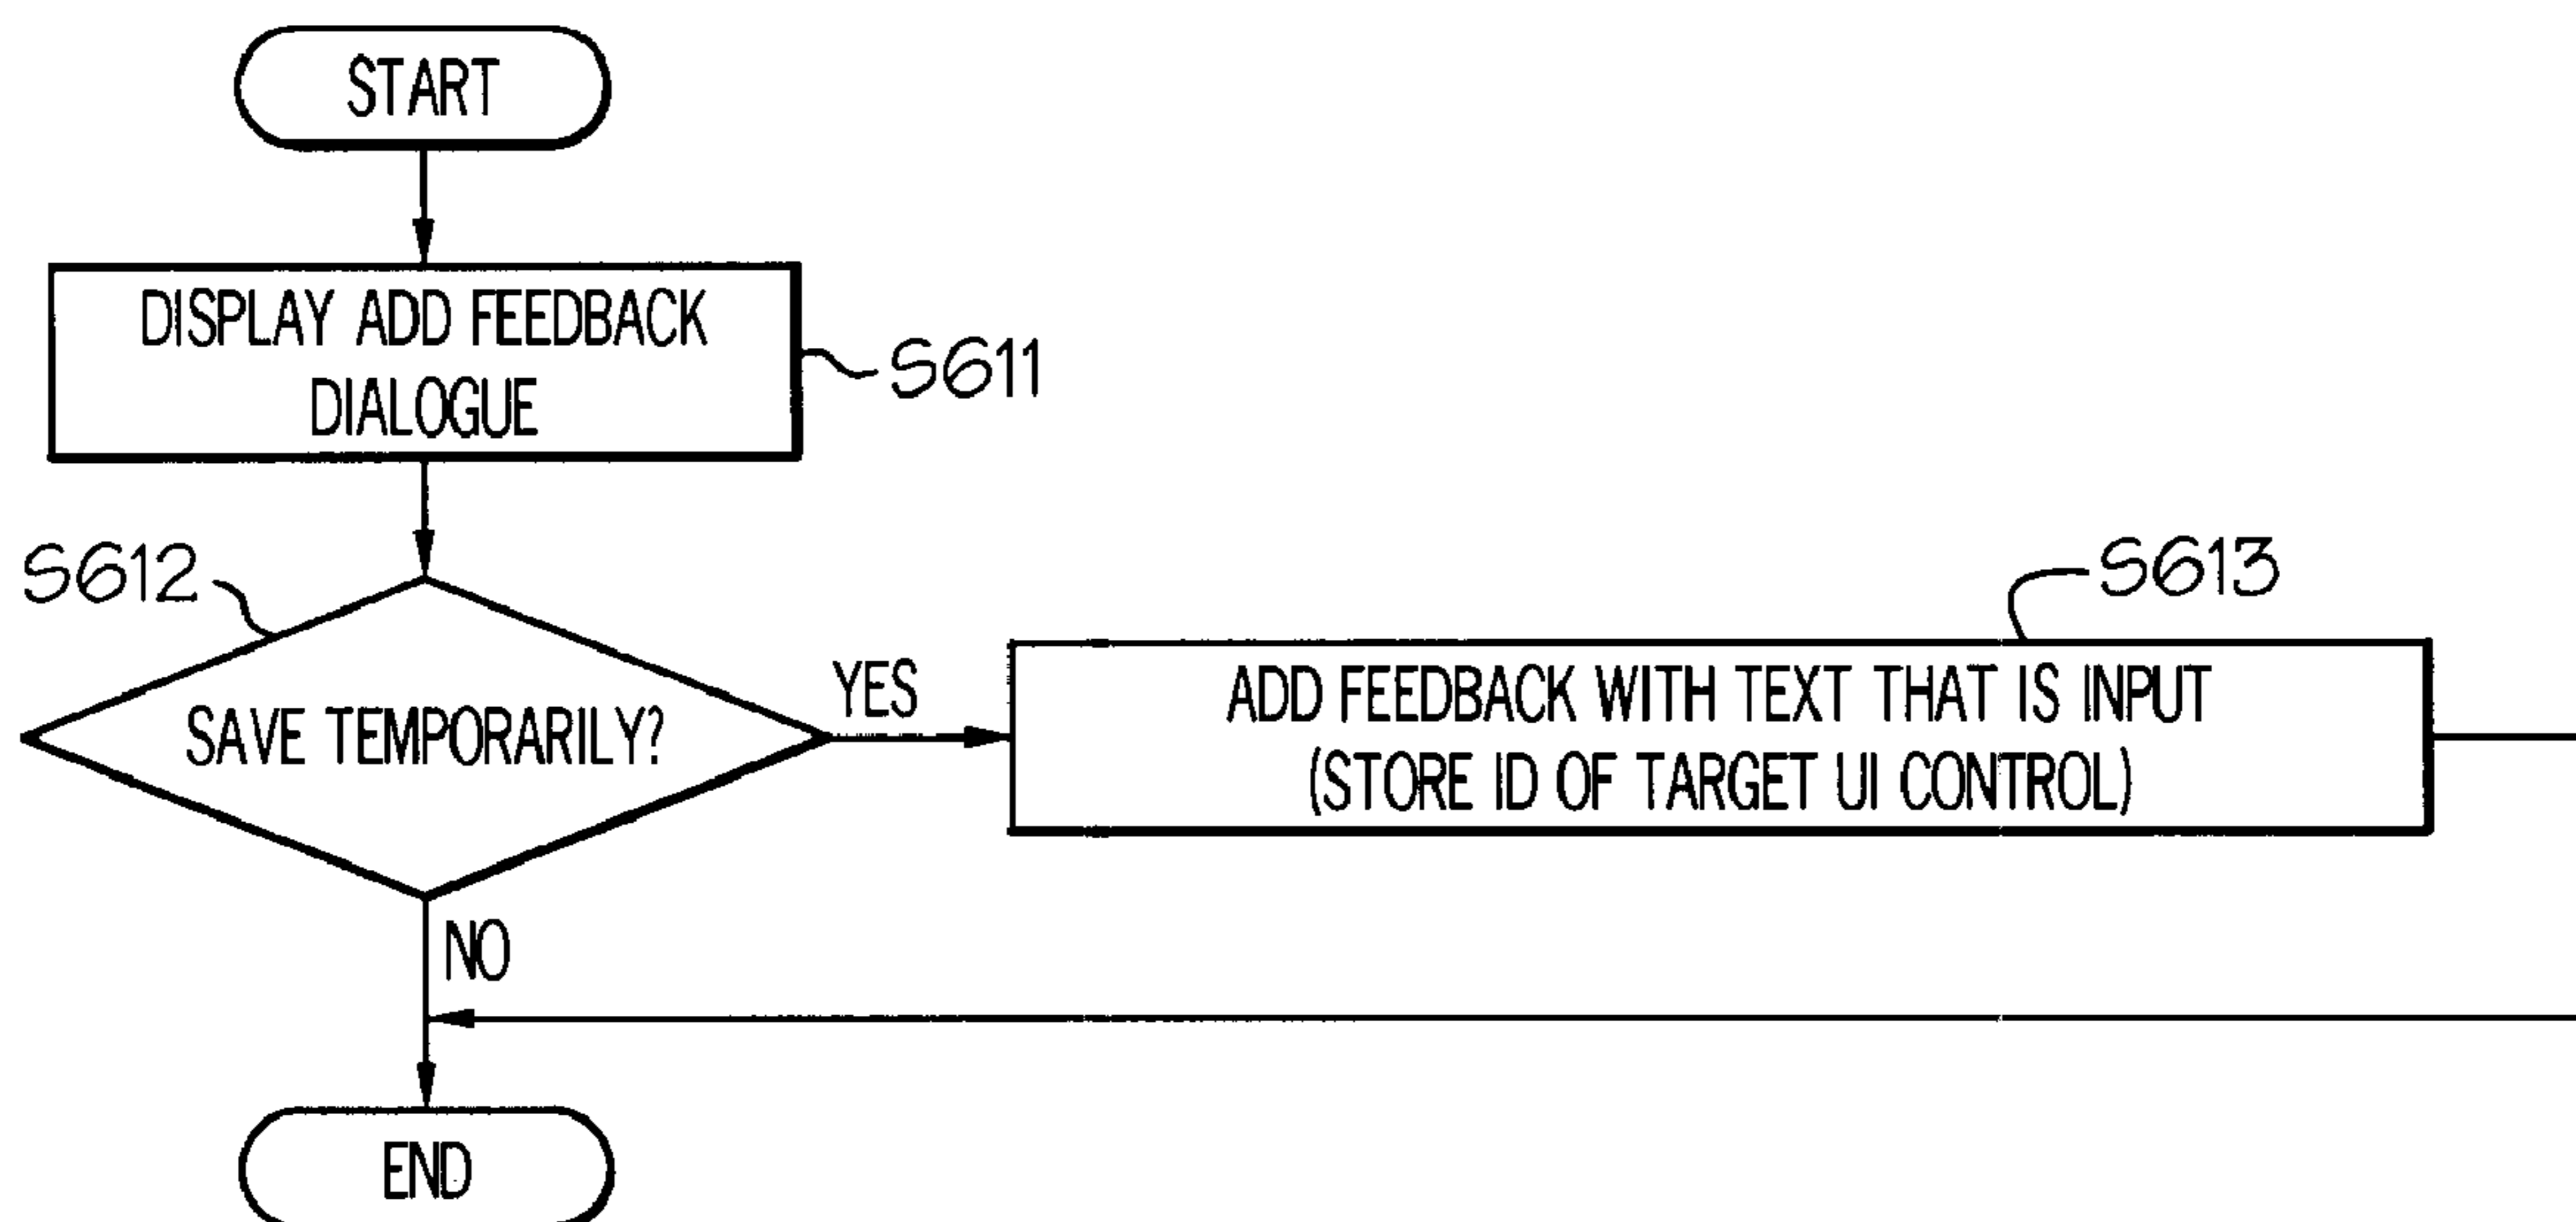 START
DISPLAY ADD FEEDBACK
DIALOGUE
S611
S612
SAVE TEMPORARILY?
YES
S613
ADD FEEDBACK WITH TEXT THAT IS INPUT
(STORE ID OF TARGET UI CONTROL)
NO
END